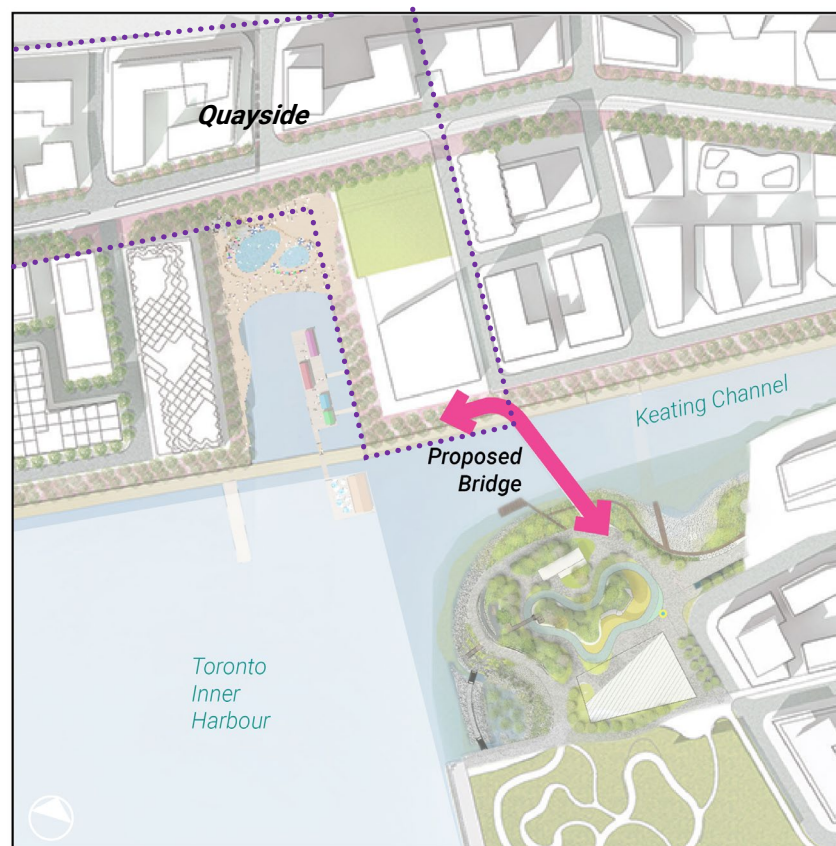 Quayside
Keating Channel
Proposed
Bridge
Toronto
Inner
Harbour